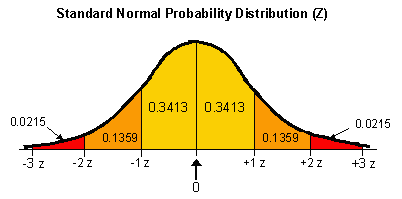 Standard Normal Probability Distribution (Z)
0.3413 0.3413
0.0215 0.0215
0.1359 0.1359
-3 z -2 z -1 z +1 z +2 z +3 z
0